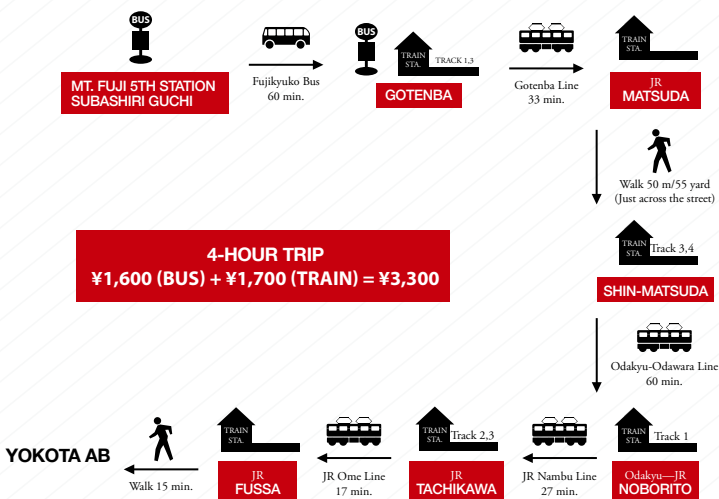 BUS
MT. FUJI 5TH STATION
SUBASHIRI GUCHI
Fujikyuko Bus
60 min.
BUS
TRAIN
STA.
TRACK 1,3
GOTENBA
Gotenba Line
33 min.
TRAIN
STA.
JR
MATSUDA
Walk 50 m/55 yard
(Just across the street)
TRAIN
STA.
Track 3,4
SHIN-MATSUDA
4-HOUR TRIP
¥1,600 (BUS) + ¥1,700 (TRAIN) = ¥3,300
Odakyu-Odawara Line
60 min.
TRAIN
STA.
Track 1
Odakyu—JR
NOBORITO
JR Nambu Line
27 min.
TRAIN
STA.
Track 2,3
JR
TACHIKAWA
JR Ome Line
17 min.
TRAIN
STA.
JR
FUSSA
Walk 15 min.
YOKOTA AB